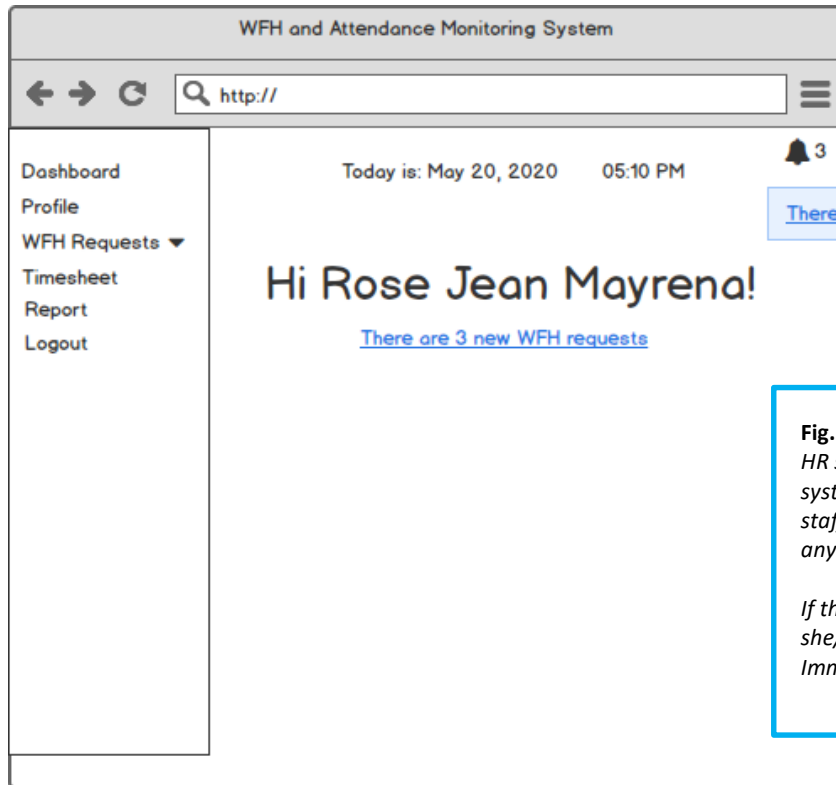 WFH and Attendance Monitoring System
http://
3
Dashboard
Today is: May 20, 2020 05:10 PM
Profile
There
WFH Requests
Timesheet
Hi Rose Jean Mayrena!
Report
There are 3 new WFH requests
Logout
Fig.
HR
syst
staf
any
If th
she/
Imm